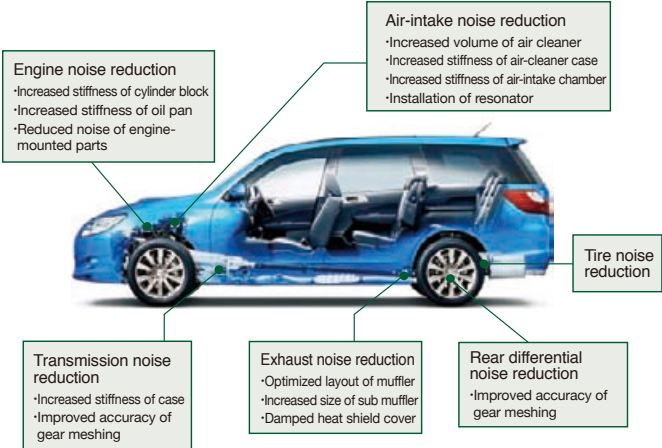 Air-intake noise reduction
·Increased volume of air cleaner
·Increased stiffness of air-cleaner case
·Increased stiffness of air-intake chamber
·Installation of resonator
Engine noise reduction
·Increased stiffness of cylinder block
·Increased stiffness of oil pan
·Reduced noise of engine-
mounted parts
Tire noise
reduction
Transmission noise
reduction
·Increased stiffness of case
·Improved accuracy of
gear meshing
Exhaust noise reduction
·Optimized layout of muffler
·Increased size of sub muffler
·Damped heat shield cover
Rear differential
noise reduction
·Improved accuracy of
gear meshing